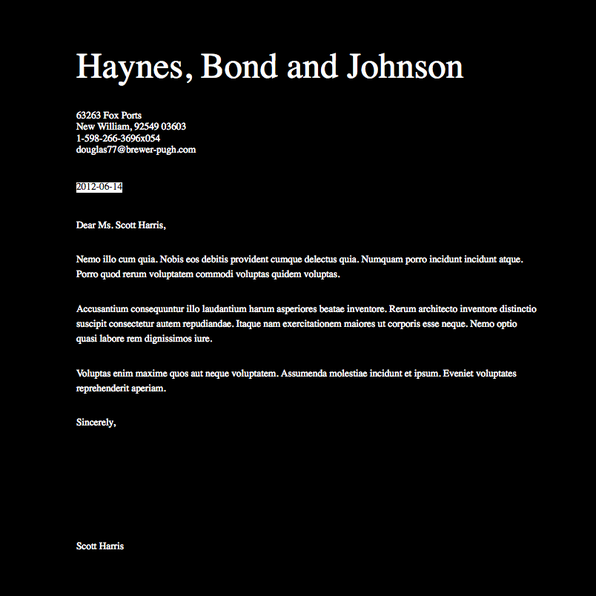 Haynes, Bond and Johnson
63263 Fox Ports
New William, 92549 03603
1-598-266-3696x054
douglas77@brewer-pugh.com
2012-06-14
Dear Ms. Scott Harris,
Nemo illo cum quia. Nobis eos debitis provident cumque delectus quia. Numquam porro incidunt incidunt atque.
Porro quod rerum voluptatem commodi voluptas quidem voluptas.
Accusantium consequuntur illo laudantium harum asperiores beatae inventore. Rerum architecto inventore distinctio
suscipit consectetur autem repudiandae. Itaque nam exercitationem maiores ut corporis esse neque. Nemo optio
quasi labore rem dignissimos iure.
Voluptas enim maxime quos aut neque voluptatem. Assumenda molestiae incidunt et ipsum. Eveniet voluptates
reprehenderit aperiam.
Sincerely,
Scott Harris